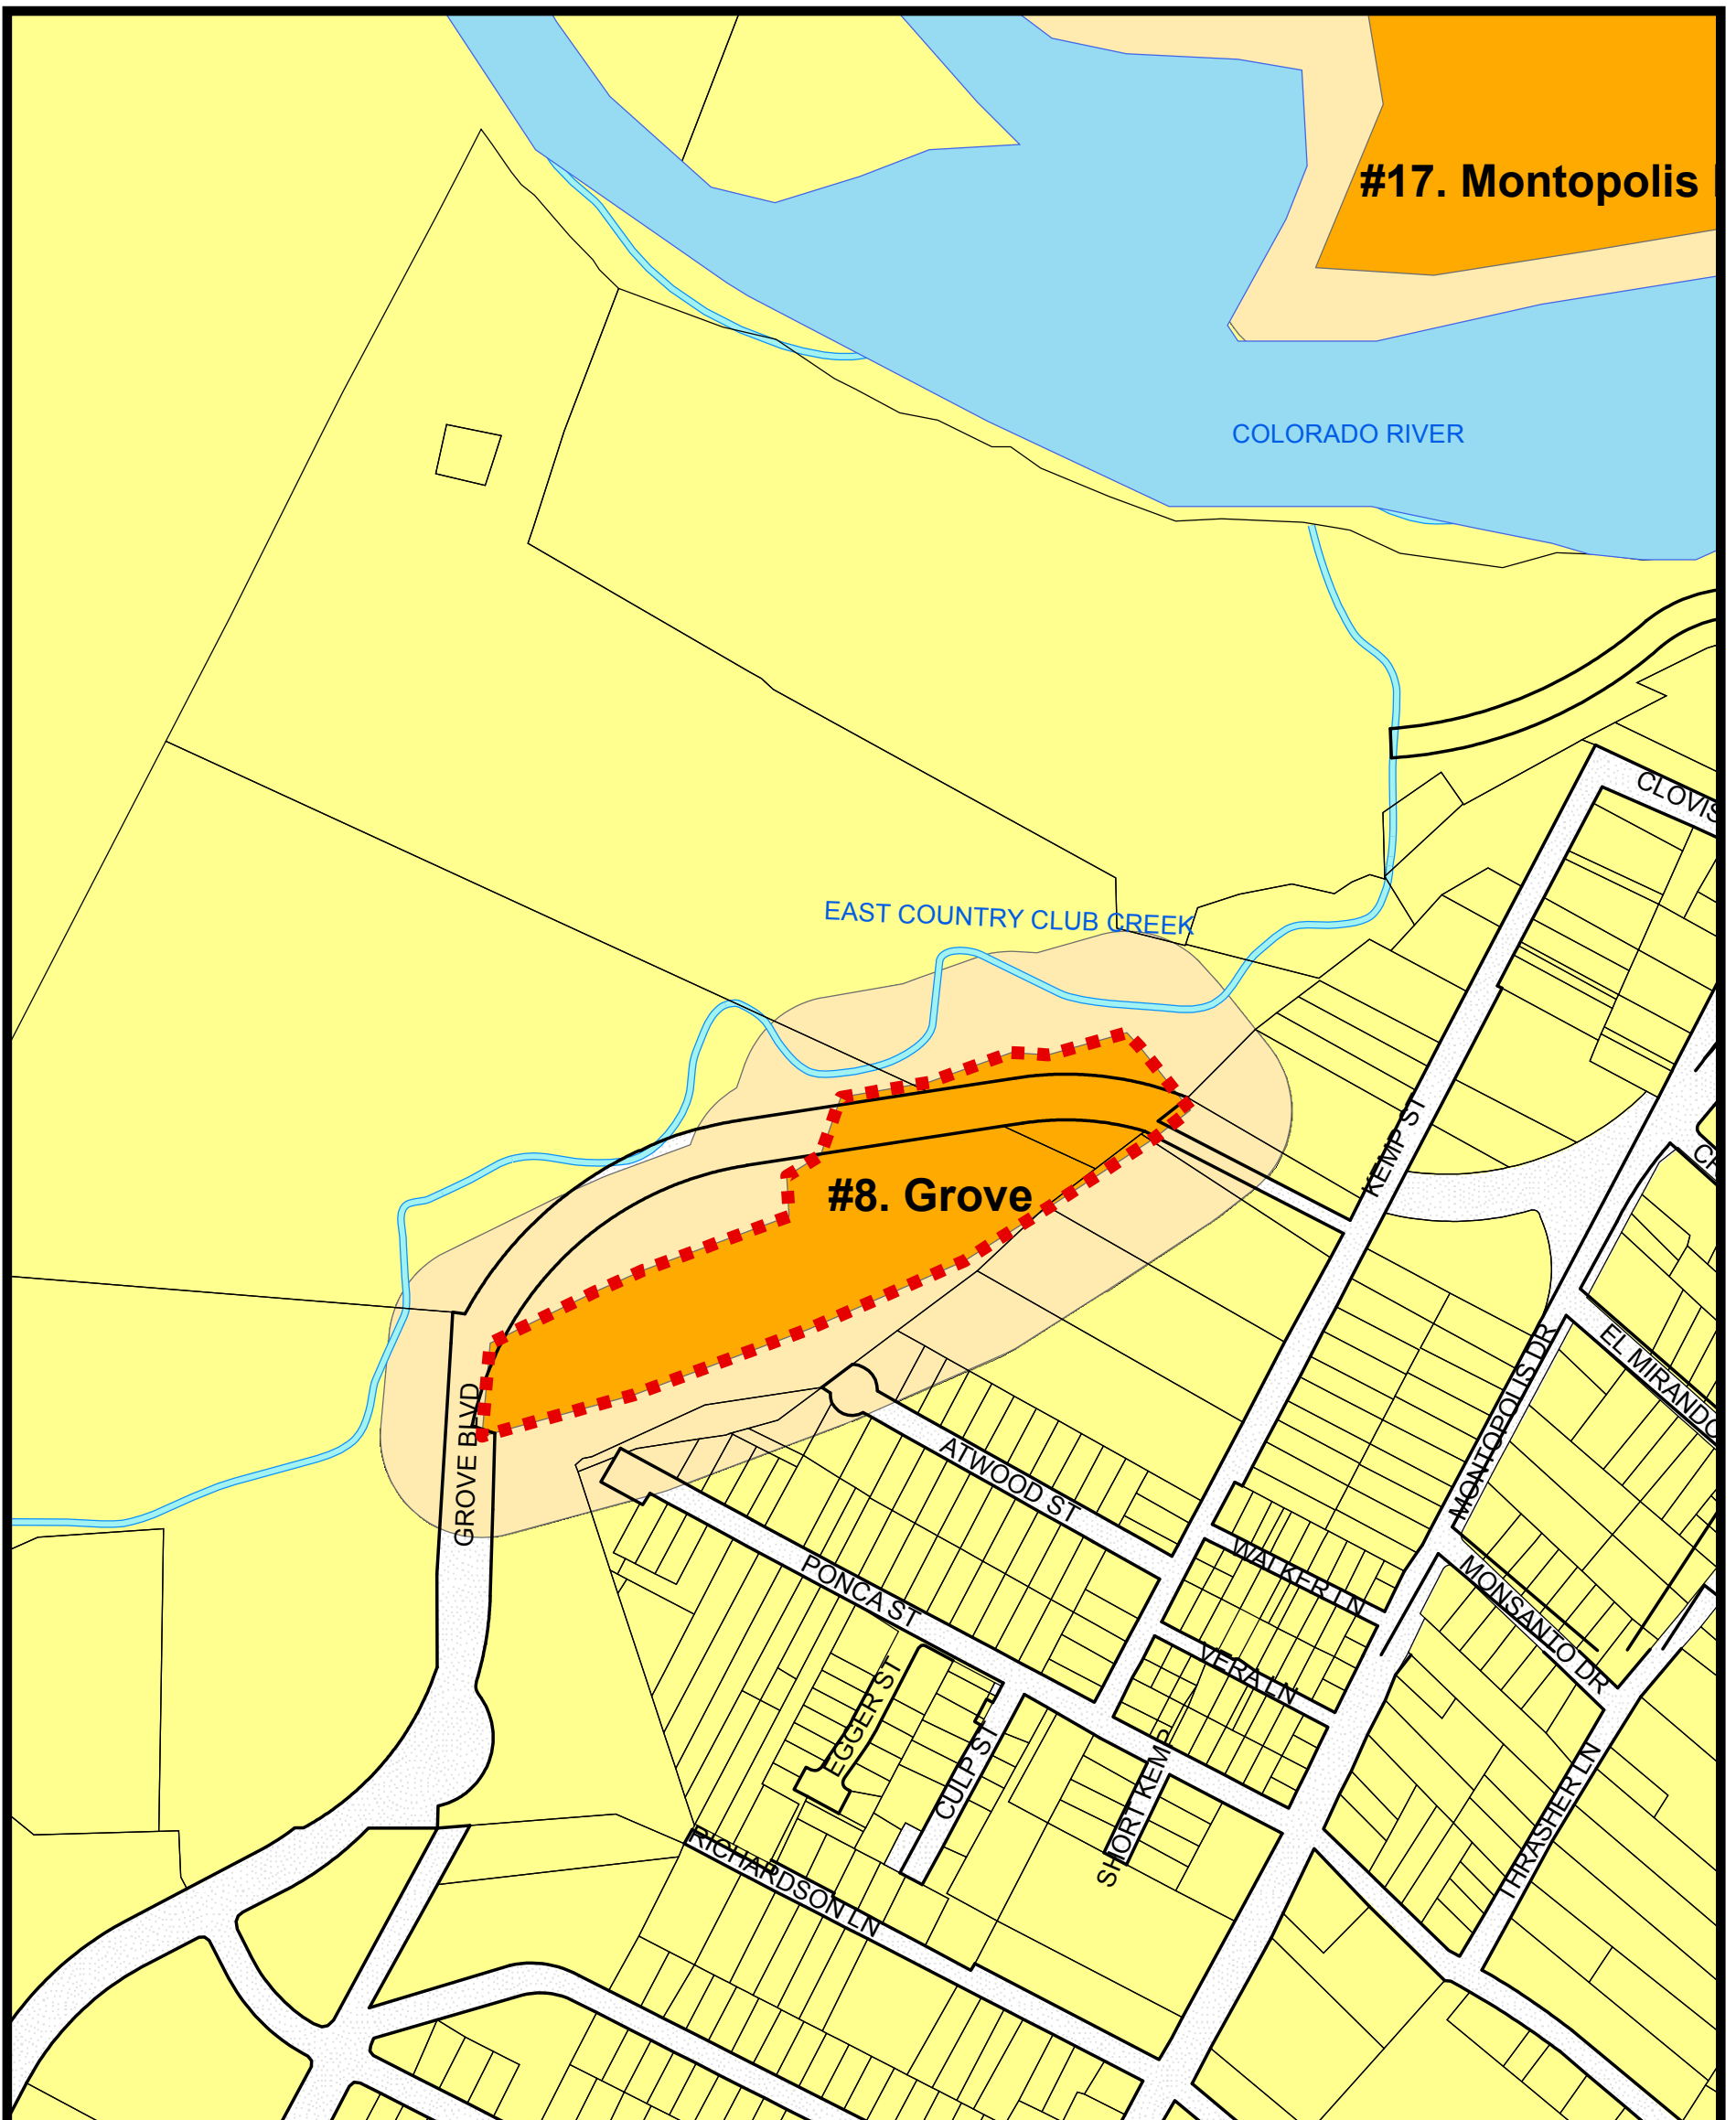 #17. Montopolis
COLORADO RIVER
CLOVIS
EAST COUNTRY CLUB CREEK
KEMP ST
#8. Grove
EL MIRANDO
MONTOPOLIS DR
GROVE BLVD
ATWOOD ST
WALKER LN
PONCA ST
MONSANTO DR
VERA LN
EGGER ST
CULP ST
SHORT KEMP
THRASHER LN
RICHARDSON LN